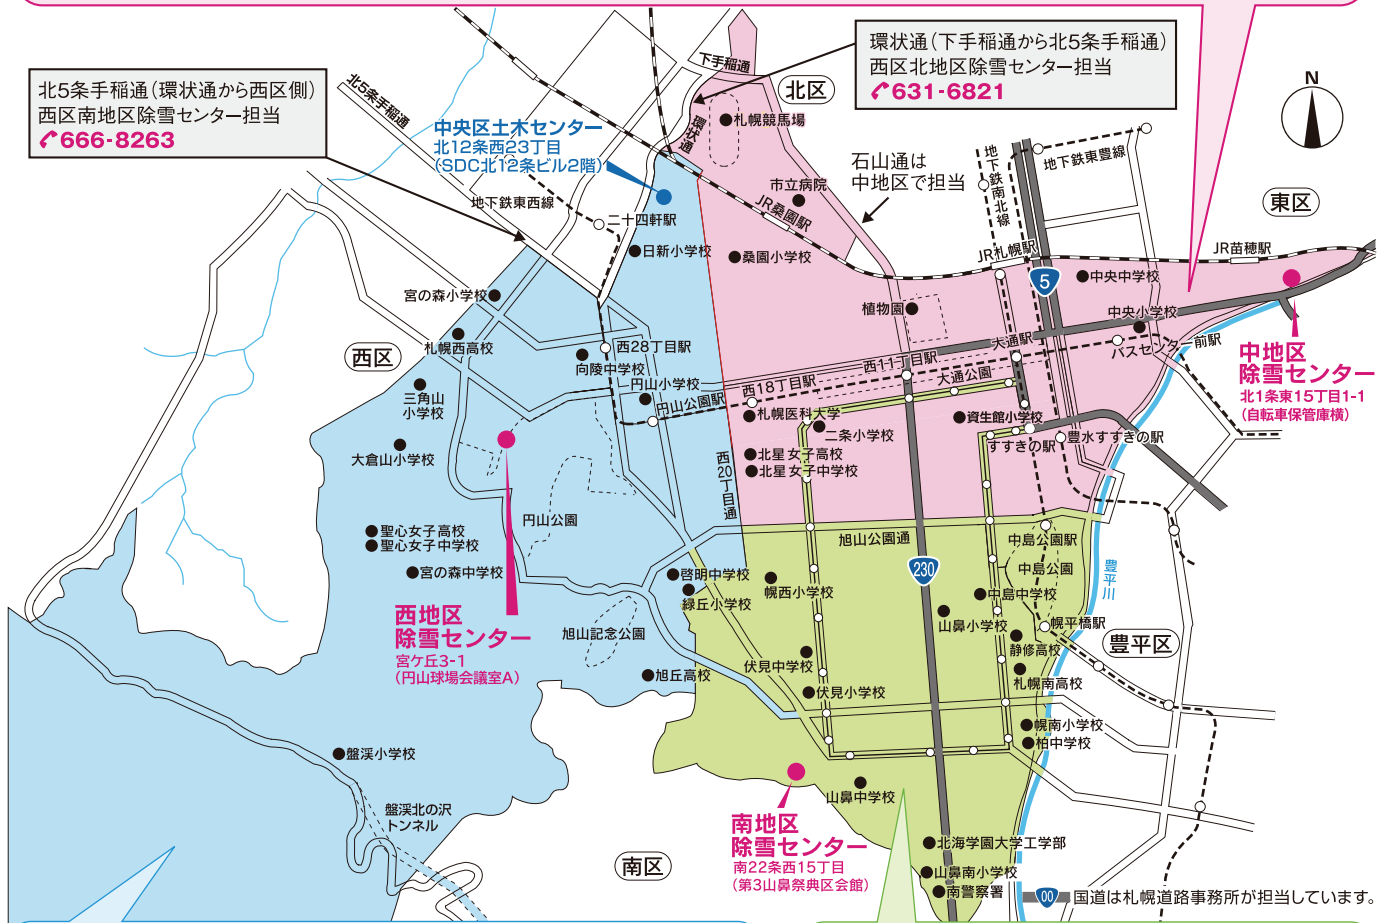 北5条手稲通（環状通から西区側）
西区南地区除雪センター担当
666-8263
環状通（下手稲通から北5条手稲通）
西区北地区除雪センター担当
631-6821
N
下手稲通
北5条手稲通
環状通
北区
札幌競馬場
中央区土木センター
北12条西23丁目
（SDC北12条ビル2階）
石山通は
中地区で担当
地下鉄南北線
地下鉄東豊線
東区
市立病院
地下鉄東西線
二十四軒駅
JR桑園駅
日新小学校
桑園小学校
JR札幌駅
JR苗穂駅
5
中央中学校
宮の森小学校
植物園
中央小学校
札幌西高校
西区
西28丁目駅
向陵中学校
大通駅
バスセンター前駅
西11丁目駅
中地区
除雪センター
北1条東15丁目1-1
（自転車保管庫横）
三角山
小学校
円山小学校
円山公園駅
西18丁目駅
大通公園
札幌医科大学
二条小学校
資生館小学校
すすきの駅
豊水すすきの駅
大倉山小学校
北星女子高校
北星女子中学校
西20丁目通
円山公園
聖心女子高校
聖心女子中学校
旭山公園通
中島公園駅
宮の森中学校
啓明中学校
緑丘小学校
幌西小学校
230
中島公園
豊平川
中島中学校
西地区
除雪センター
宮ケ丘3-1
（円山球場会議室A）
旭山記念公園
山鼻小学校
幌平橋駅
豊平区
静修高校
伏見中学校
旭丘高校
札幌南高校
伏見小学校
幌南小学校
柏中学校
盤渓小学校
山鼻中学校
盤渓北の沢
トンネル
南地区
除雪センター
南22条西15丁目
（第3山鼻祭典区会館）
南区
北海学園大学工学部
山鼻南小学校
南警察署
00
国道は札幌道路事務所が担当しています。